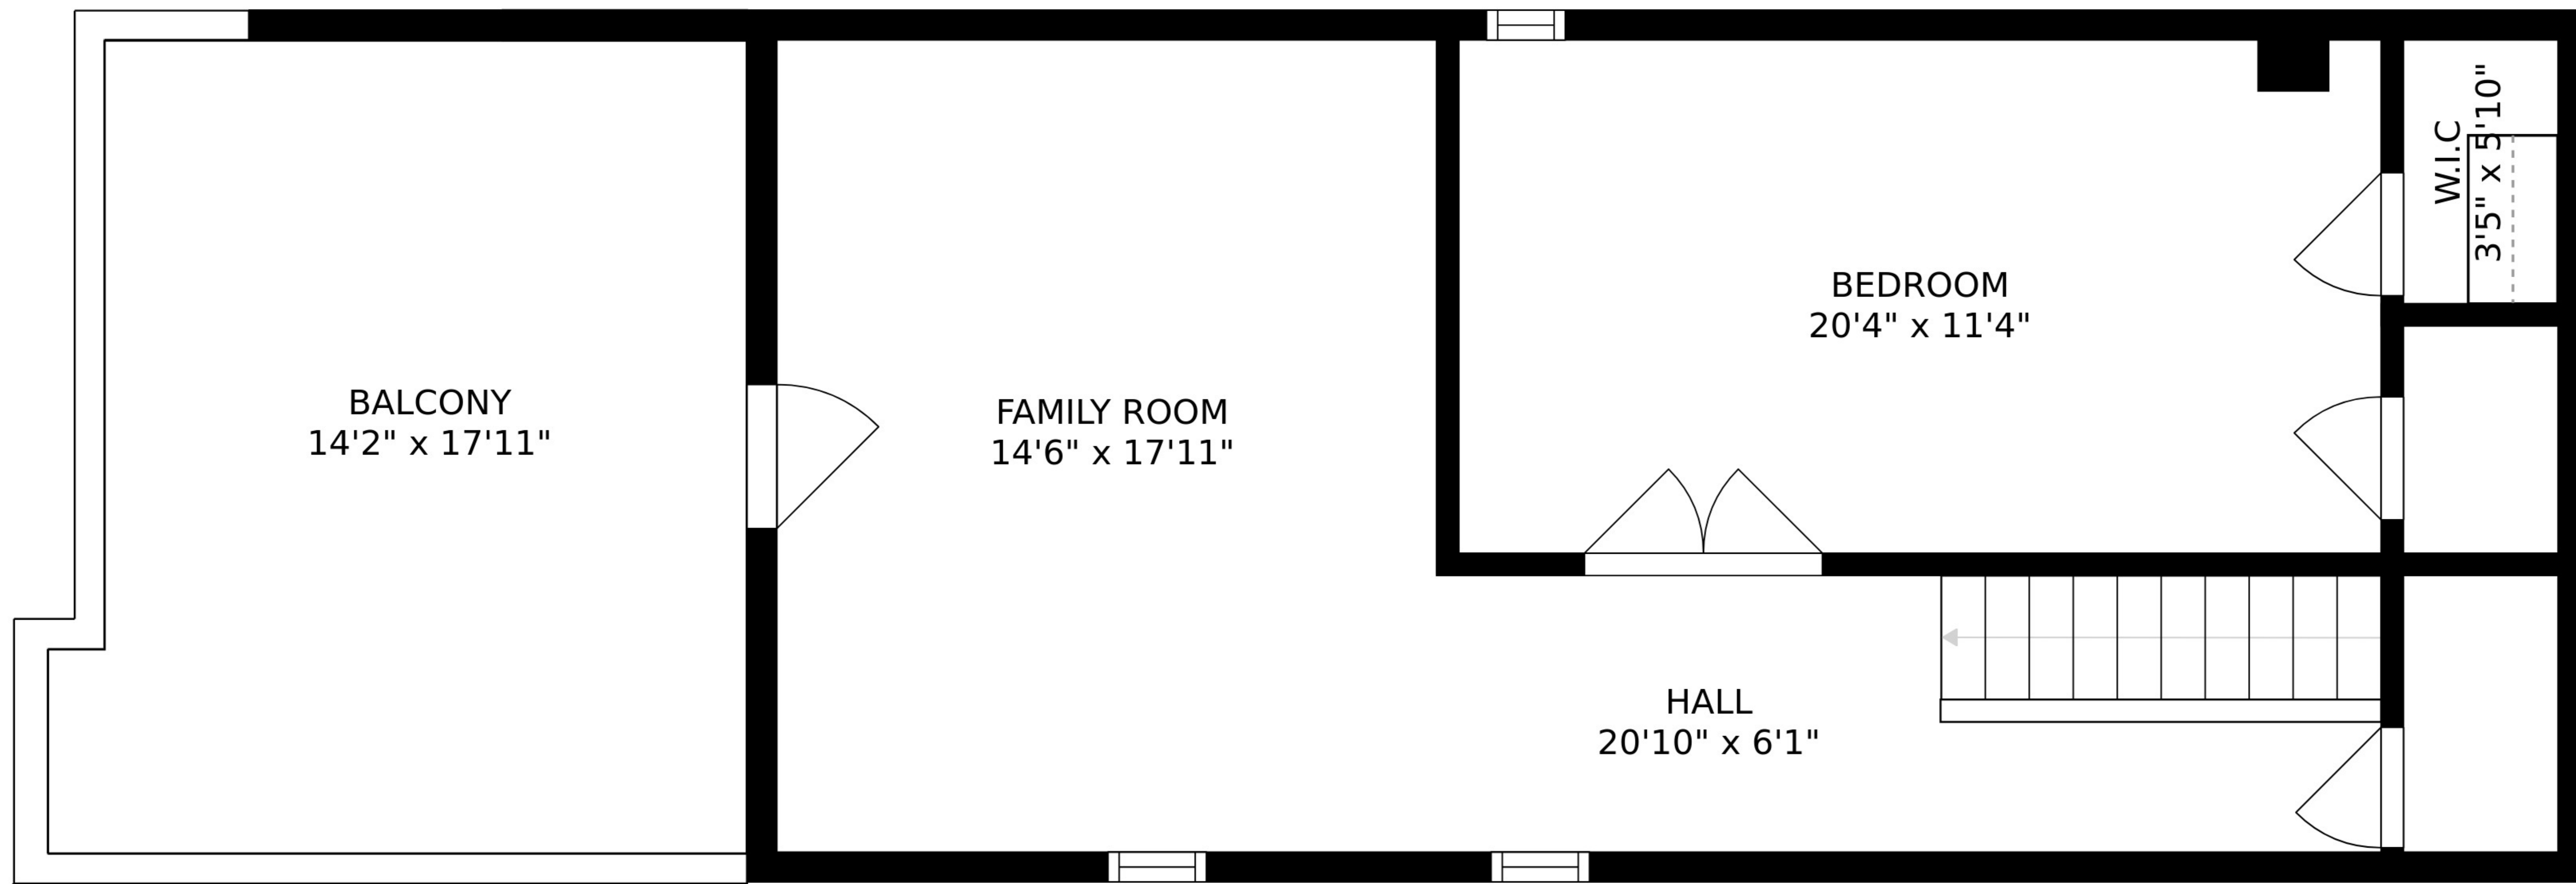 BALCONY
14'2" x 17'11"
FAMILY ROOM
14'6" x 17'11"
BEDROOM
20'4" x 11'4"
W.I.C
3'5" x 5'10"
HALL
20'10" x 6'1"